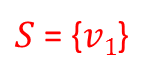 S = {v₁}